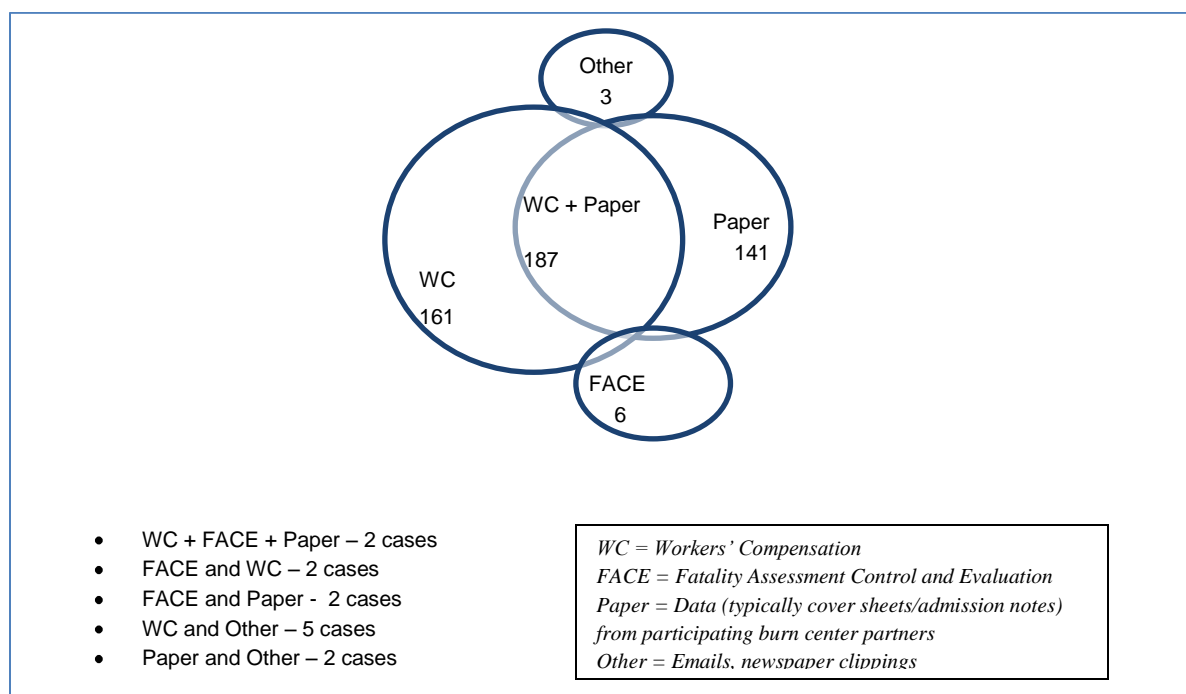 Other
3
WC + Paper
187
Paper
141
WC
161
FACE
6
• WC + FACE + Paper – 2 cases
• FACE and WC – 2 cases
• FACE and Paper - 2 cases
• WC and Other – 5 cases
• Paper and Other – 2 cases
WC = Workers’ Compensation
FACE = Fatality Assessment Control and Evaluation
Paper = Data (typically cover sheets/admission notes)
from participating burn center partners
Other = Emails, newspaper clippings